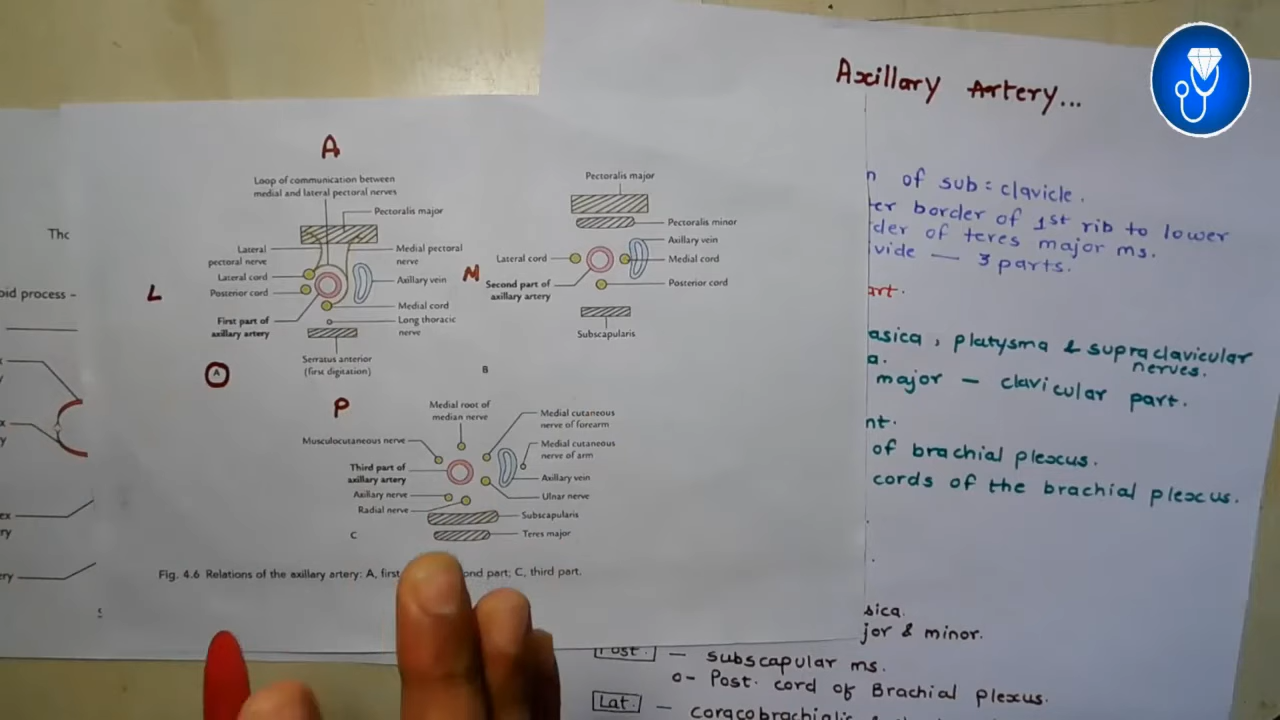 Axillary Artery...
A
Loop of communication between
medial and lateral pectoral nerves
Pectoralis major
Lateral
pectoral nerve
Medial pectoral
nerve
Lateral cord
Posterior cord
Axillary vein
First part of
axillary artery
Medial cord
Long thoracic
nerve
Serratus anterior
(first digitation)
L
M
A
P
Pectoralis major
Pectoralis minor
Axillary vein
Lateral cord
Medial cord
Second part of
axillary artery
Posterior cord
Subscapularis
B
Medial root of
median nerve
Medial cutaneous
nerve of forearm
Musculocutaneous nerve
Medial cutaneous
nerve of arm
Third part of
axillary artery
Axillary vein
Axillary nerve
Ulnar nerve
Radial nerve
Subscapularis
C
Teres major
Fig. 4.6 Relations of the axillary artery: A, first ond part; C, third part.
oid process –
n of sub: clavicle.
ter border of 1st rib to lower
rder of teres major ms.
ivide — 3 parts.
art.
asica, platysma & supraclavicular
nerves.
a.
major — clavicular part.
nt.
of brachial plexus.
cords of the brachial plexus.
sica.
jor & minor.
Post. — subscapular ms.
o- Post. cord of Brachial plexus.
Lat. — coracobrachialis &